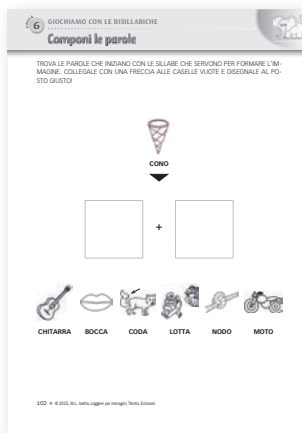 6 GIOCHIAMO CON LE BISILLABICHE
Componi le parole
TROVA LE PAROLE CHE INIZIANO CON LE SILLABE CHE SERVONO PER FORMARE L'IM-
MAGINE. COLLEGALE CON UNA FRECCIA ALLE CASELLE VUOTE E DISEGNALE AL PO-
STO GIUSTO!
CONO
+
CHITARRA BOCCA CODA LOTTA NODO MOTO
102 • © 2015, M.L. Isetta, Leggere per immagini, Trento, Erickson